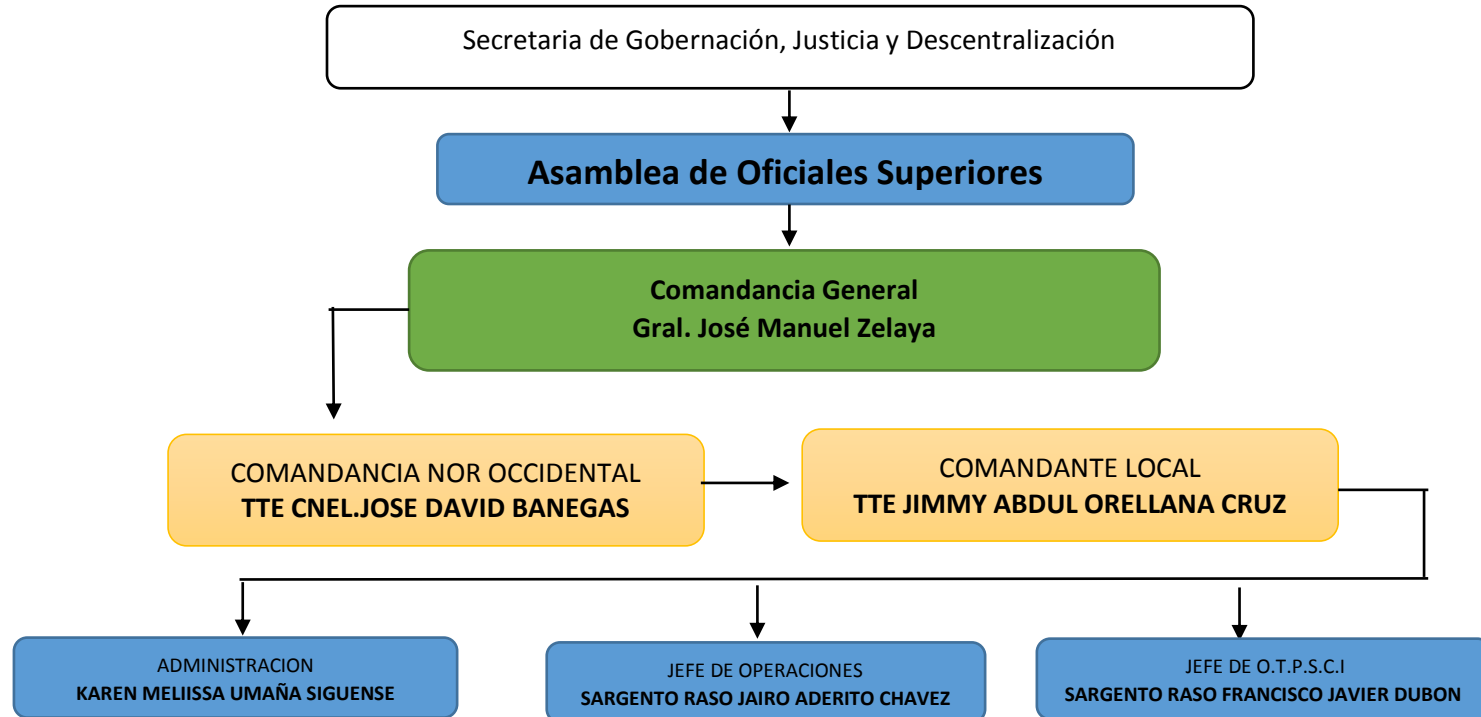 Secretaria de Gobernación, Justicia y Descentralización
Asamblea de Oficiales Superiores
Comandancia General
Gral. José Manuel Zelaya
COMANDANCIA NOR OCCIDENTAL
TTE CNEL.JOSE DAVID BANEGAS
COMANDANTE LOCAL
TTE JIMMY ABDUL ORELLANA CRUZ
ADMINISTRACION
KAREN MELIISSA UMAÑA SIGUENSE
JEFE DE OPERACIONES
SARGENTO RASO JAIRO ADERITO CHAVEZ
JEFE DE O.T.P.S.C.I
SARGENTO RASO FRANCISCO JAVIER DUBON